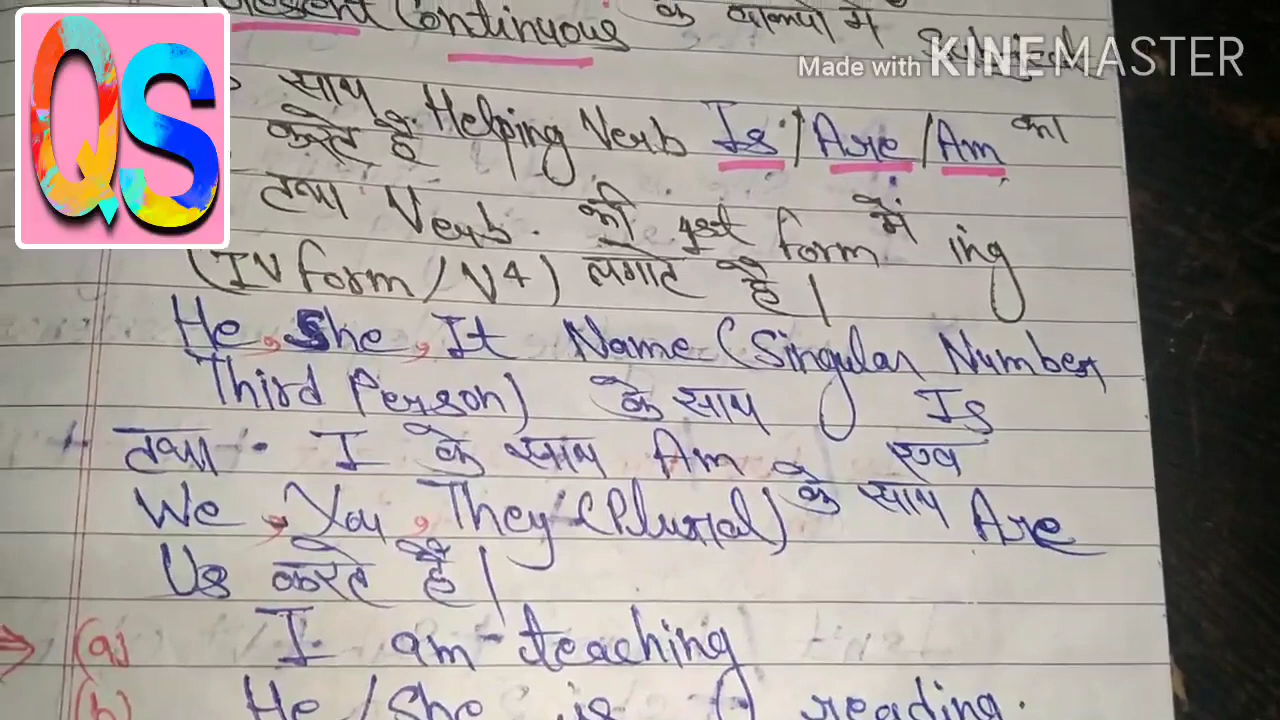 Present Continuous के वाक्यो में Subject
Made with KINEMASTER
QS
साथ Helping Verb Is/Are/Am का
करते है
तथा Verb की form में ing
(IV form/V4) लगाते है।
He, She, It Name (Singular Number
Third Person) के साथ Is
तथा I के साथ Am एव
We, You, They (Plural) के साथ Are
Us करते है।
(a) I am teaching
(b) He/She is reading.